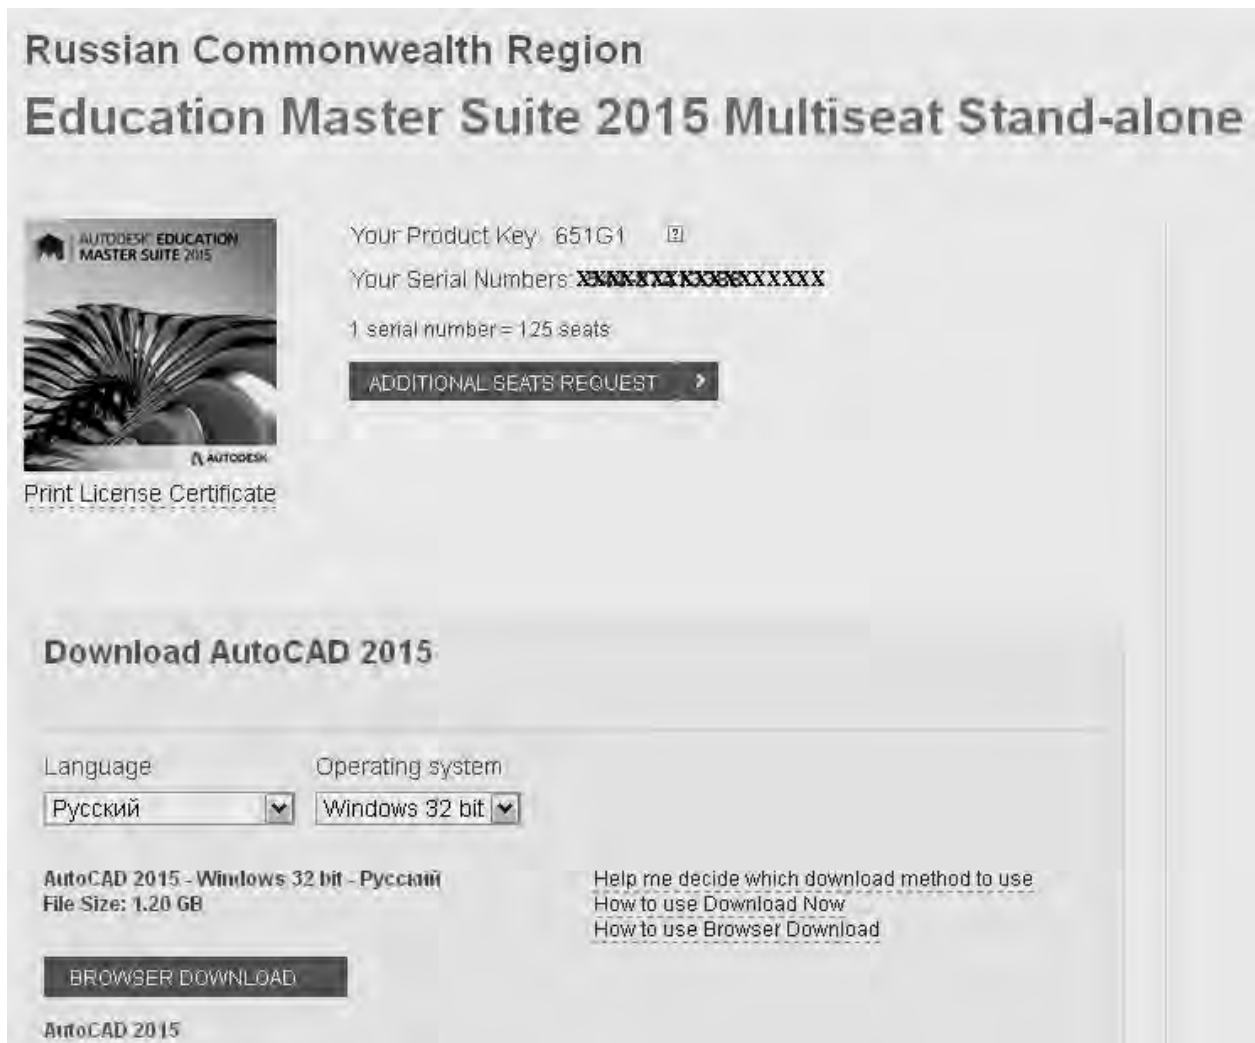 Russian Commonwealth Region
Education Master Suite 2015 Multiseat Stand-alone
AUTODESK® EDUCATION
MASTER SUITE 2015
AUTODESK
Print License Certificate
Your Product Key: 651G1 ?
Your Serial Numbers:
1 serial number = 125 seats
ADDITIONAL SEATS REQUEST
Download AutoCAD 2015
Language
Operating system
Русский
Windows 32 bit
AutoCAD 2015 - Windows 32 bit - Русский
File Size: 1.20 GB
Help me decide which download method to use
How to use Download Now
How to use Browser Download
BROWSER DOWNLOAD
AutoCAD 2015